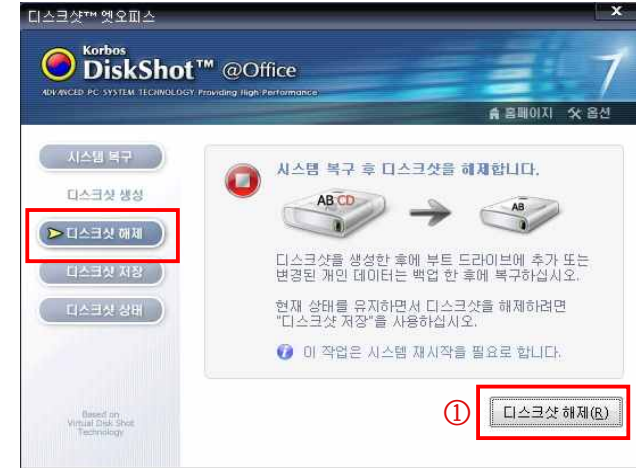 디스크샷™ 엣오피스
x
Korbos
DiskShot™ @Office
ADVANCED PC SYSTEM TECHNOLOGY Providing High Performance
7
홈페이지 옵션
시스템 복구
디스크샷 생성
디스크샷 해제
디스크샷 저장
디스크샷 상태
시스템 복구 후 디스크샷을 해제합니다.
AB CD
AB
디스크샷을 생성한 후에 부트 드라이브에 추가 또는
변경된 개인 데이터는 백업 한 후에 복구하십시오.
현재 상태를 유지하면서 디스크샷을 해제하려면
"디스크샷 저장"을 사용하십시오.
이 작업은 시스템 재시작을 필요로 합니다.
① 디스크샷 해제(R)
Based on
Virtual Disk Shot
Technology